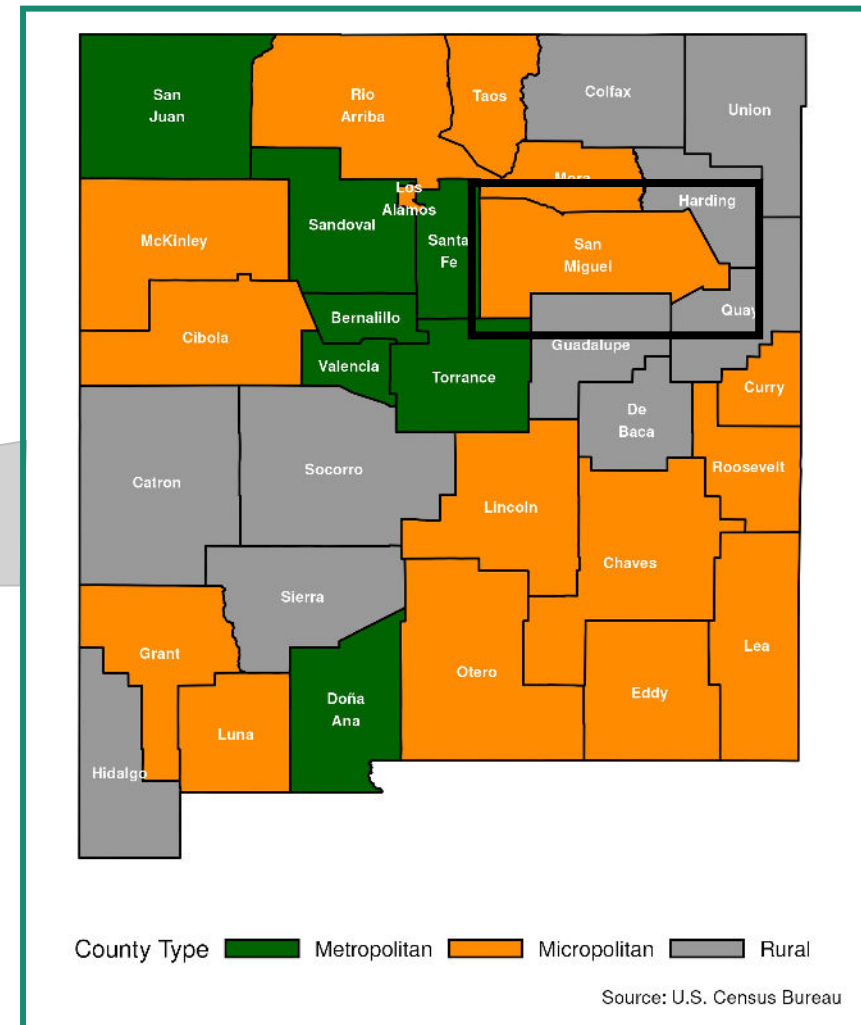 San
Juan
Rio
Arriba
Taos
Colfax
Union
Mora
Los
Alamos
Harding
McKinley
Sandoval
Santa
Fe
San
Miguel
Bernalillo
Quay
Cibola
Valencia
Torrance
Guadalupe
Curry
De
Baca
Catron
Socorro
Roosevelt
Lincoln
Chaves
Sierra
Grant
Otero
Lea
Doña
Ana
Eddy
Luna
Hidalgo
County Type
Metropolitan
Micropolitan
Rural
Source: U.S. Census Bureau